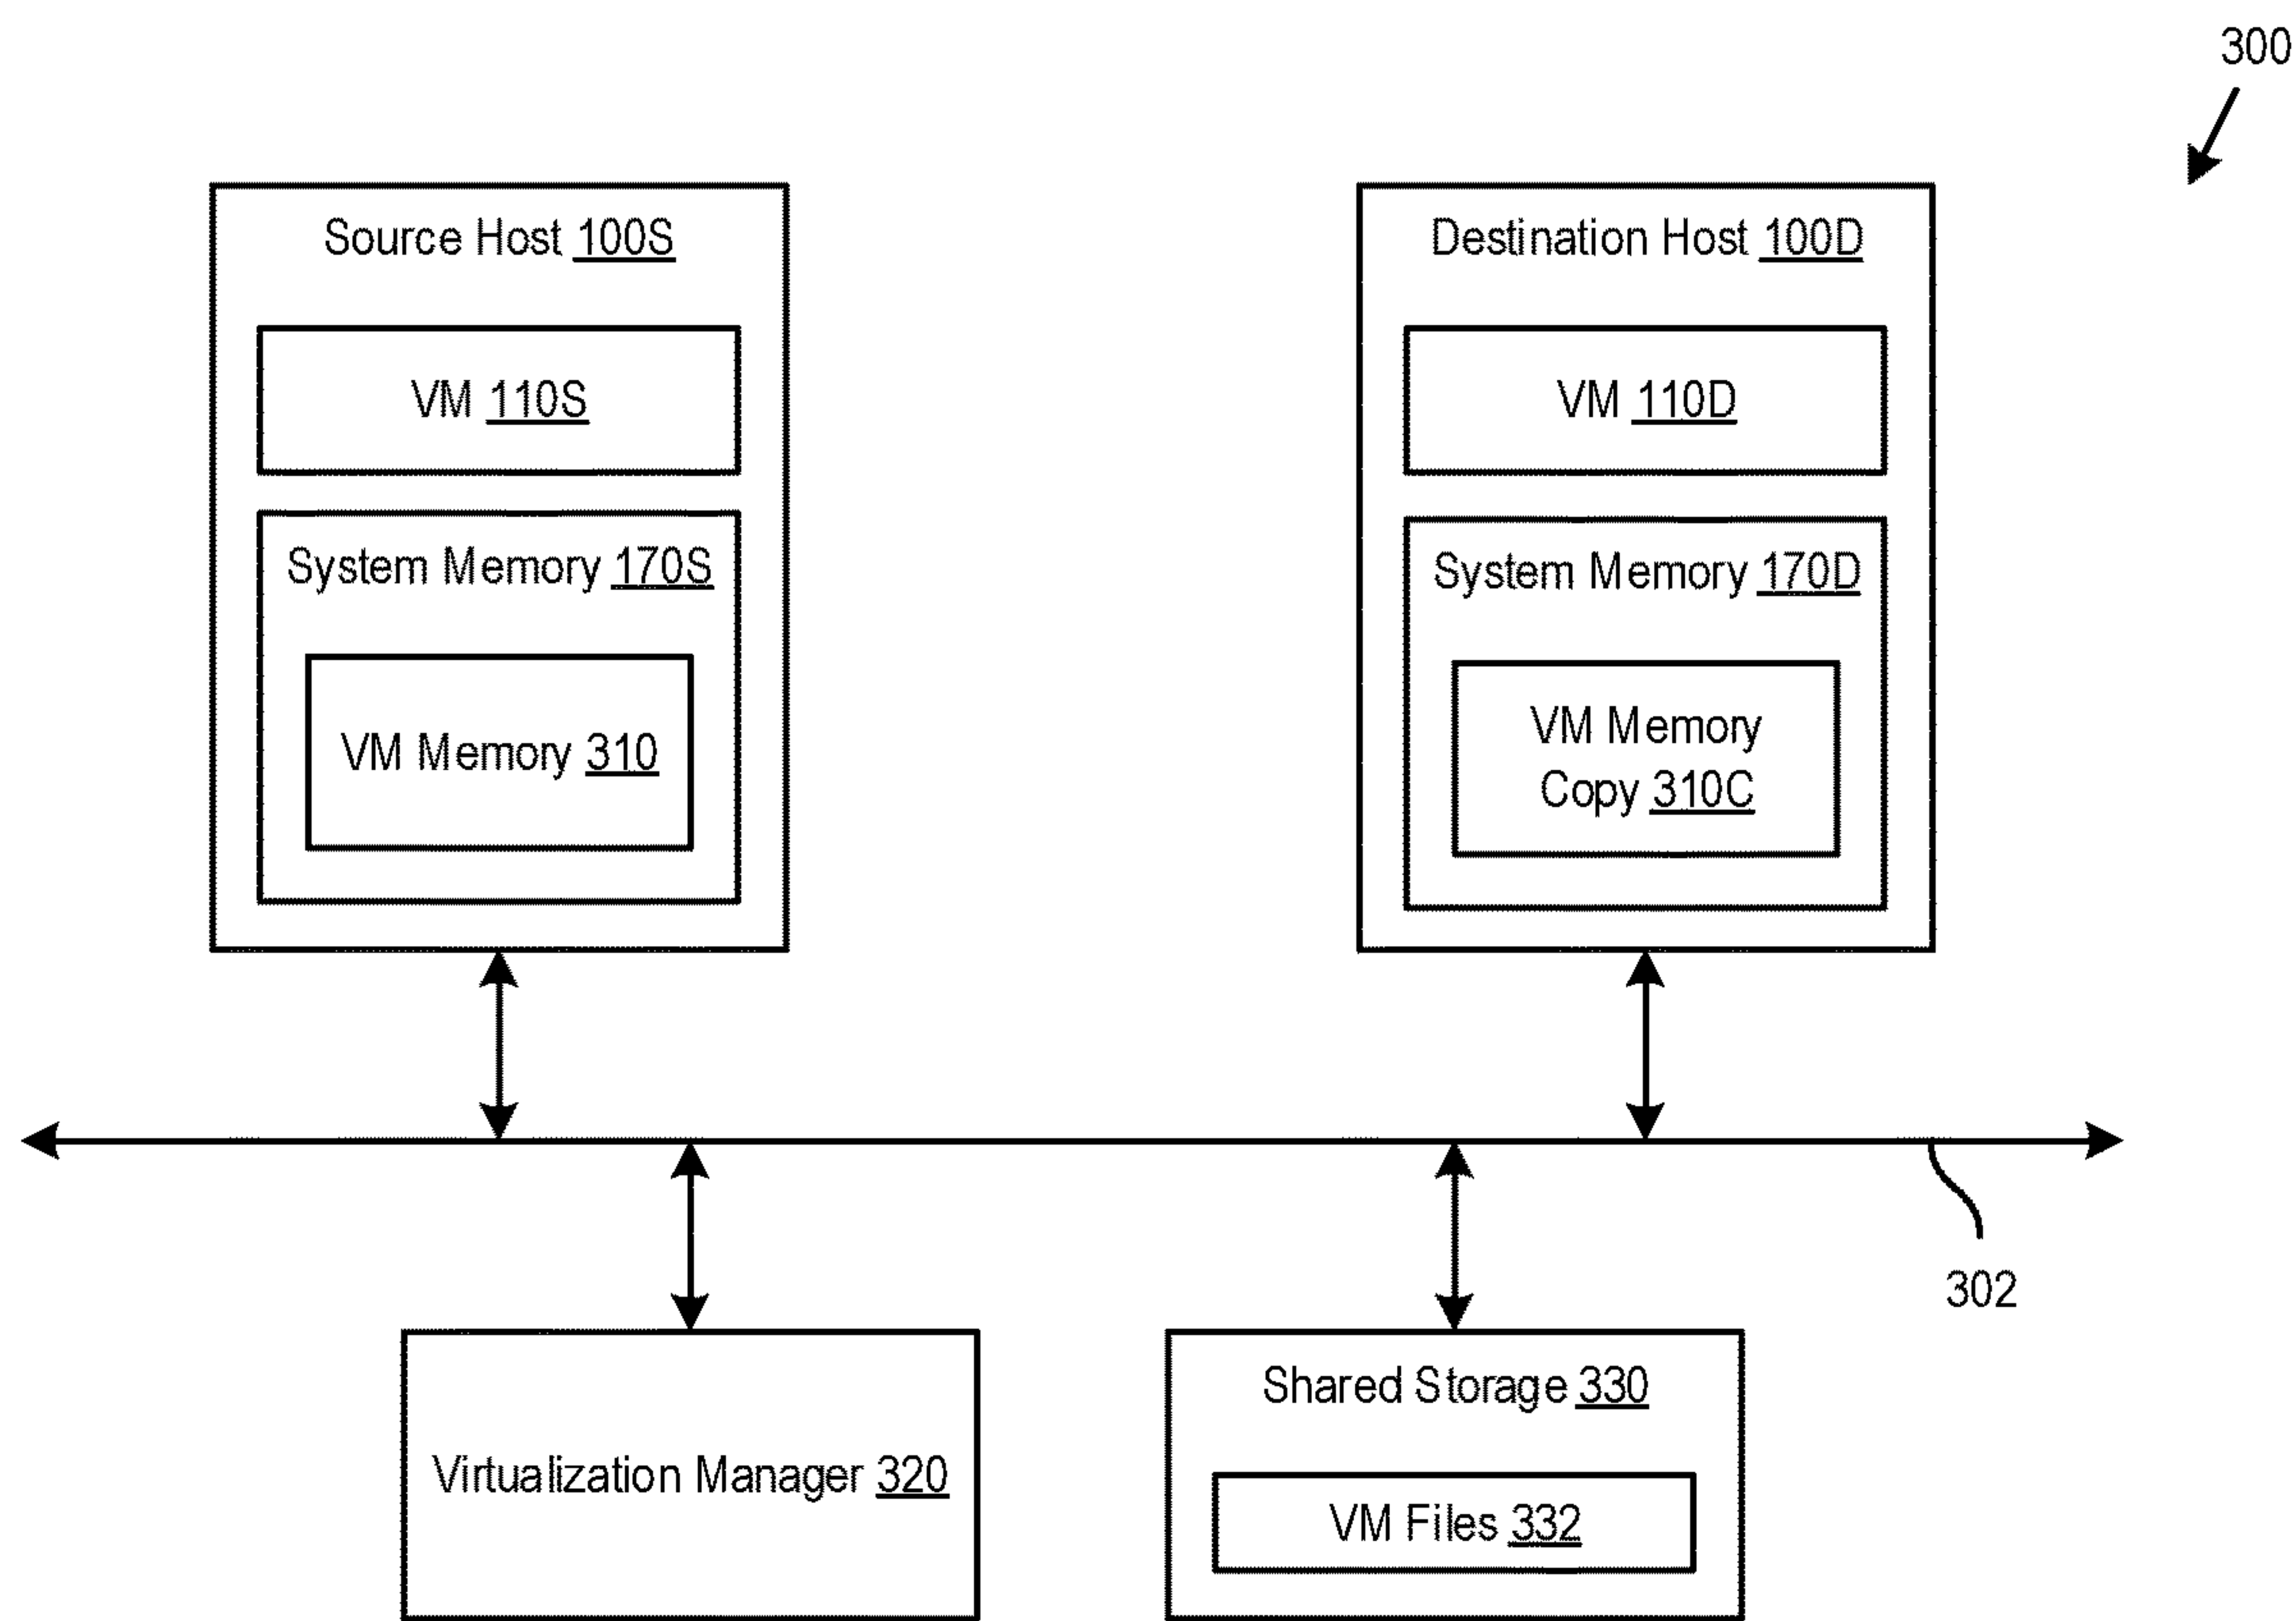 300
Source Host 100S
VM 110S
System Memory 170S
VM Memory 310
Destination Host 100D
VM 110D
System Memory 170D
VM Memory
Copy 310C
302
Virtualization Manager 320
Shared Storage 330
VM Files 332